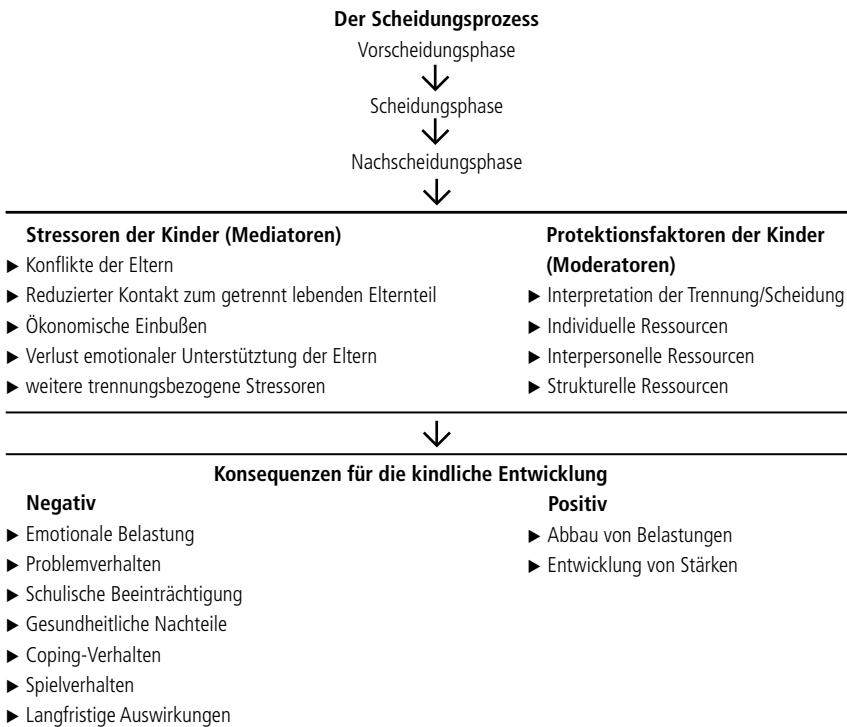 Der Scheidungsprozess
Vorscheidungsphase
Scheidungsphase
Nachscheidungsphase
Stressoren der Kinder (Mediatoren)
▶ Konflikte der Eltern
▶ Reduzierter Kontakt zum getrennt lebenden Elternteil
▶ Ökonomische Einbußen
▶ Verlust emotionaler Unterstütztung der Eltern
▶ weitere trennungsbezogene Stressoren
Protektionsfaktoren der Kinder
(Moderatoren)
▶ Interpretation der Trennung/Scheidung
▶ Individuelle Ressourcen
▶ Interpersonelle Ressourcen
▶ Strukturelle Ressourcen
Konsequenzen für die kindliche Entwicklung
Negativ
▶ Emotionale Belastung
▶ Problemverhalten
▶ Schulische Beeinträchtigung
▶ Gesundheitliche Nachteile
▶ Coping-Verhalten
▶ Spielverhalten
▶ Langfristige Auswirkungen
Positiv
▶ Abbau von Belastungen
▶ Entwicklung von Stärken